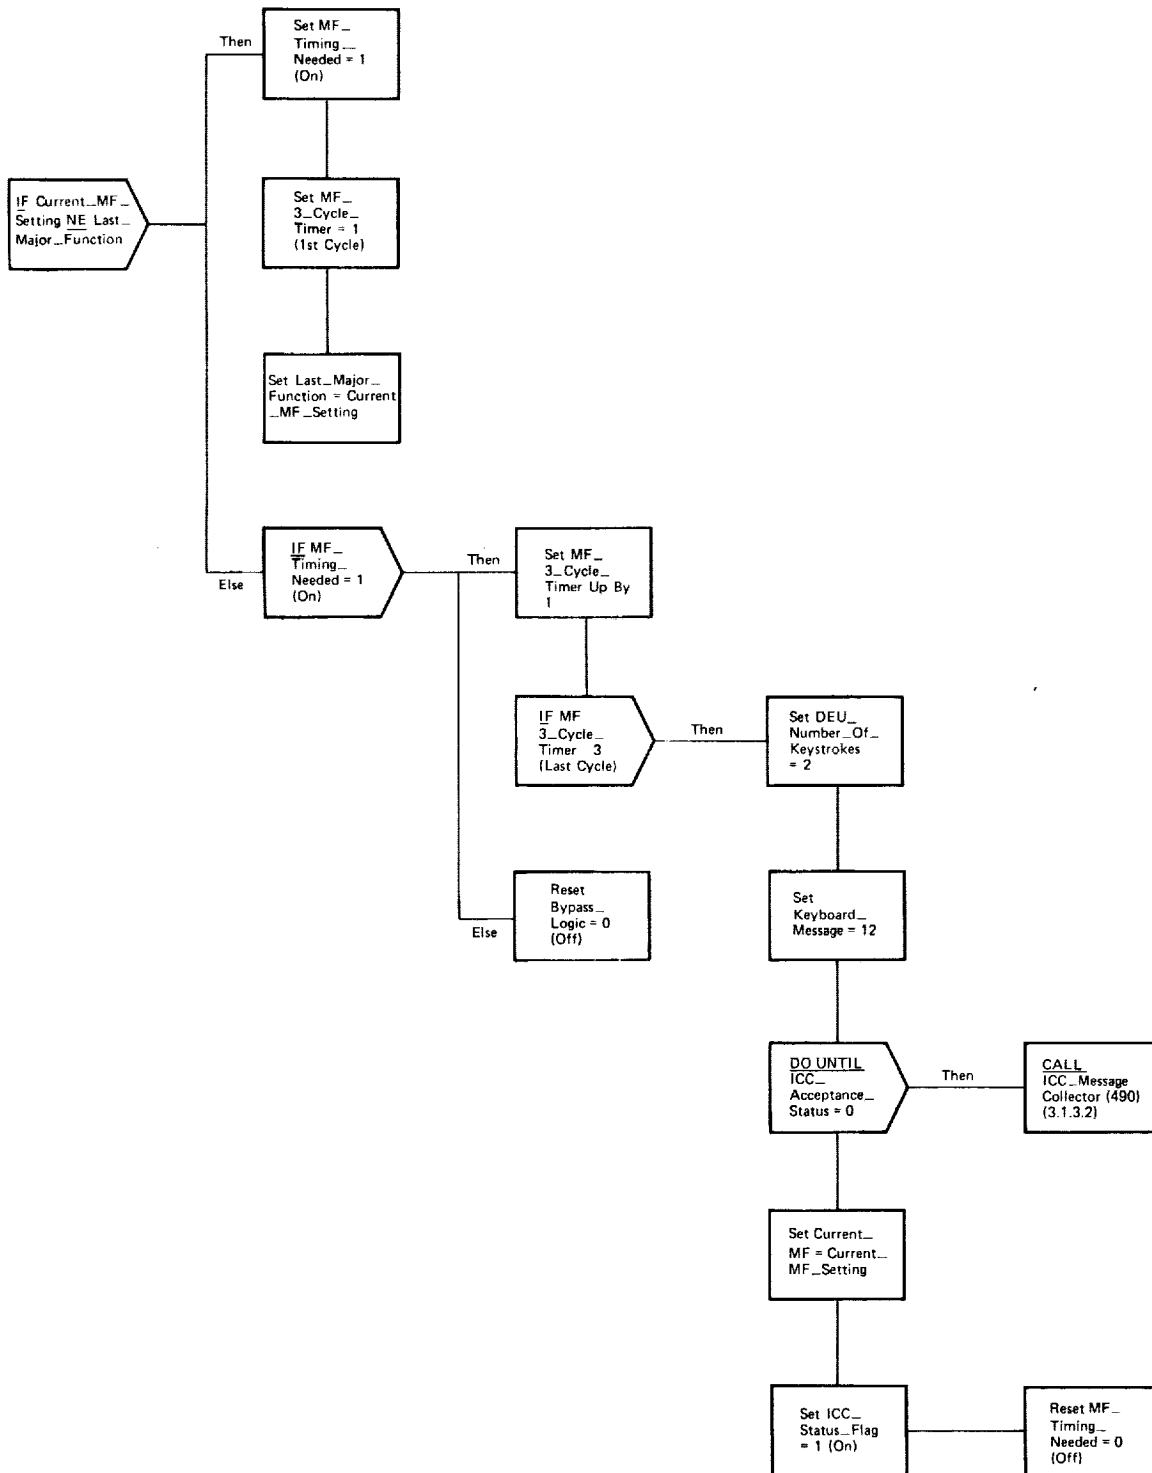 Set MF_
Timing_
Needed = 1
(On)
Then
IF Current_MF_
Setting NE Last_
Major_Function
Set MF_
3_Cycle_
Timer = 1
(1st Cycle)
Set Last_Major_
Function = Current
_MF_Setting
Else
IF MF_
Timing_
Needed = 1
(On)
Then
Set MF_
3_Cycle_
Timer Up By
1
IF MF
3_Cycle_
Timer 3
(Last Cycle)
Then
Set DEU_
Number_Of_
Keystrokes
= 2
Else
Reset
Bypass_
Logic = 0
(Off)
Set
Keyboard_
Message = 12
DO UNTIL
ICC_
Acceptance_
Status = 0
Then
CALL
ICC_Message
Collector (490)
(3.1.3.2)
Set Current_
MF = Current_
MF_Setting
Set ICC_
Status_Flag
= 1 (On)
Reset MF_
Timing_
Needed = 0
(Off)